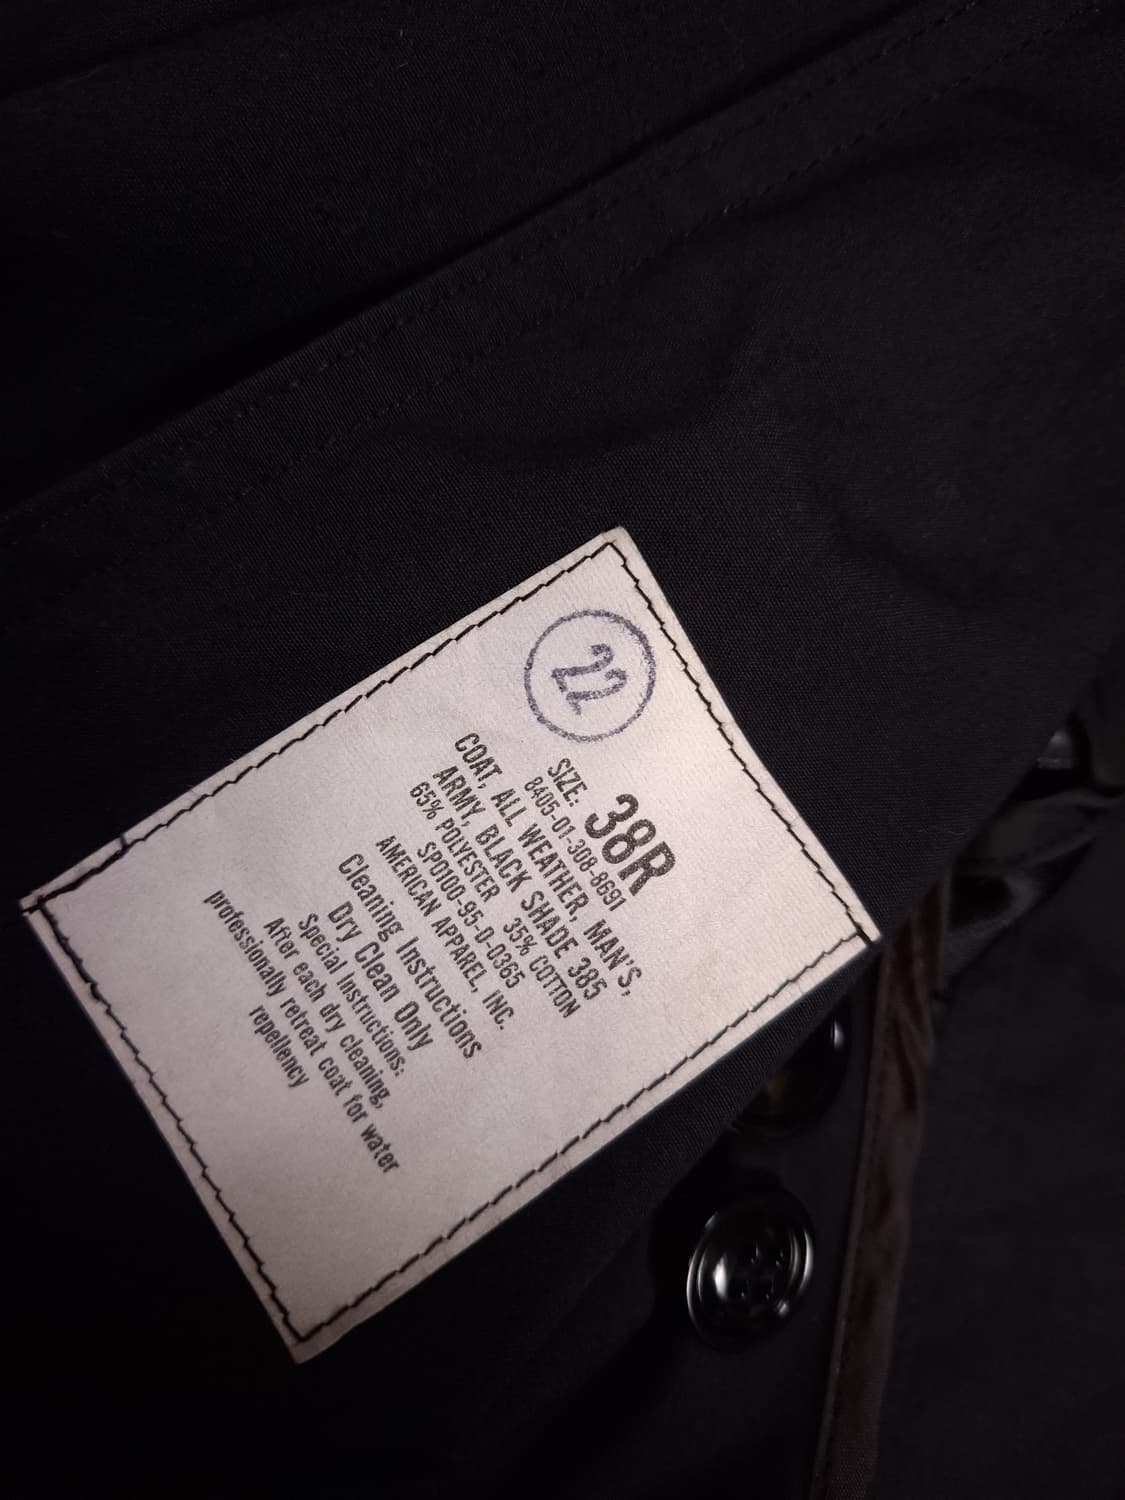 22
SIZE: 38R
8405-01-308-8691
COAT, ALL WEATHER, MAN'S,
ARMY, BLACK SHADE 385
65% POLYESTER 35% COTTON
SPO100-95-D-0365
AMERICAN APPAREL, INC.
Cleaning Instructions
Dry Clean Only
Special Instructions:
After each dry cleaning,
professionally retreat coat for water
repellency